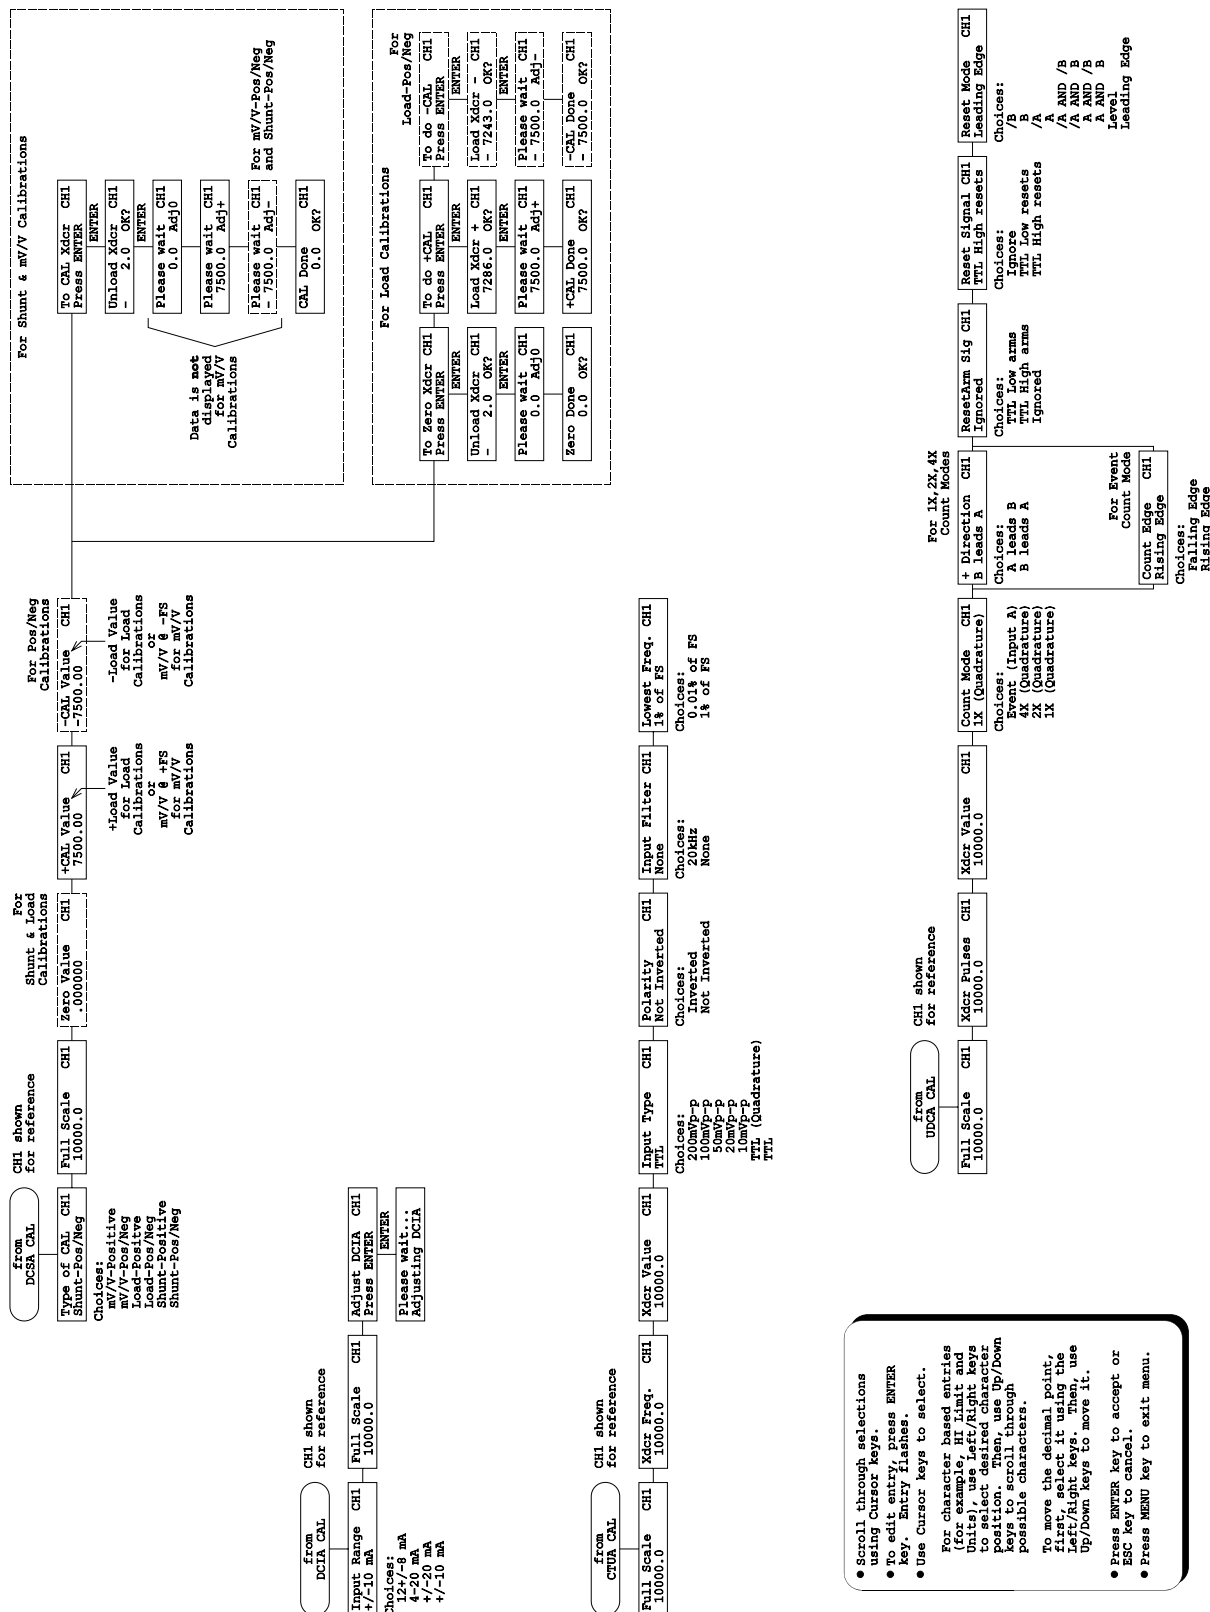 from
DCSA CAL
CH1 shown
for reference
Type of CAL CH1
Shunt-Pos/Neg
Choices:
mV/V-Positive
mV/V-Pos/Neg
Load-Positve
Load-Pos/Neg
Shunt-Positive
Shunt-Pos/Neg
Full Scale CH1
10000.0
For
Shunt & Load
Calibrations
Zero Value CH1
.000000
+CAL Value CH1
7500.00
+Load Value
for Load
Calibrations
or
mV/V @ +FS
for mV/V
Calibrations
For Pos/Neg
Calibrations
-CAL Value CH1
-7500.00
-Load Value
for Load
Calibrations
or
mV/V @ -FS
for mV/V
Calibrations
For Shunt & mV/V Calibrations
To CAL Xdcr CH1
Press ENTER
ENTER
Unload Xdcr CH1
- 2.0 OK?
ENTER
Please wait CH1
0.0 Adj0
Please wait CH1
7500.0 Adj+
Please wait CH1
- 7500.0 Adj-
For mV/V-Pos/Neg
and Shunt-Pos/Neg
CAL Done CH1
0.0 OK?
Data is not
displayed
for mV/V
Calibrations
For Load Calibrations
To Zero Xdcr CH1
Press ENTER
ENTER
Unload Xdcr CH1
- 2.0 OK?
ENTER
Please wait CH1
0.0 Adj0
Zero Done CH1
0.0 OK?
To do +CAL CH1
Press ENTER
ENTER
Load Xdcr + CH1
7286.0 OK?
ENTER
Please wait CH1
7500.0 Adj+
+CAL Done CH1
7500.0 OK?
For
Load-Pos/Neg
To do -CAL CH1
Press ENTER
ENTER
Load Xdcr - CH1
- 7243.0 OK?
ENTER
Please wait CH1
- 7500.0 Adj-
-CAL Done CH1
- 7500.0 OK?
from
DCIA CAL
CH1 shown
for reference
Input Range CH1
+/-10 mA
Choices:
12+/-8 mA
4-20 mA
+/-20 mA
+/-10 mA
Full Scale CH1
10000.0
Adjust DCIA CH1
Press ENTER
ENTER
Please wait...
Adjusting DCIA
from
CTUA CAL
CH1 shown
for reference
Full Scale CH1
10000.0
Xdcr Freq. CH1
10000.0
Xdcr Value CH1
10000.0
Input Type CH1
TTL
Choices:
200mVp-p
100mVp-p
50mVp-p
20mVp-p
10mVp-p
TTL (Quadrature)
TTL
Polarity CH1
Not Inverted
Choices:
Inverted
Not Inverted
Input Filter CH1
None
Choices:
20kHz
None
Lowest Freq. CH1
1% of FS
Choices:
0.01% of FS
1% of FS
from
UDCA CAL
CH1 shown
for reference
Full Scale CH1
10000.0
Xdcr Pulses CH1
10000.0
Xdcr Value CH1
10000.0
Count Mode CH1
1X (Quadrature)
Choices:
Event (Input A)
4X (Quadrature)
2X (Quadrature)
1X (Quadrature)
For 1X,2X,4X
Count Modes
+ Direction CH1
B leads A
Choices:
A leads B
B leads A
For Event
Count Mode
Count Edge CH1
Rising Edge
Choices:
Falling Edge
Rising Edge
ResetArm Sig CH1
Ignored
Choices:
TTL Low arms
TTL High arms
Ignored
Reset Signal CH1
TTL High resets
Choices:
Ignore
TTL Low resets
TTL High resets
Reset Mode CH1
Leading Edge
Choices:
/B
B
/A
A
/A AND /B
/A AND B
A AND /B
A AND B
Level
Leading Edge
● Scroll through selections
using Cursor keys.
● To edit entry, press ENTER
key. Entry flashes.
● Use Cursor keys to select.
For character based entries
(for example, HI Limit and
Units), use Left/Right keys
to select desired character
position. Then, use Up/Down
keys to scroll through
possible characters.
To move the decimal point,
first, select it using the
Left/Right keys. Then, use
Up/Down keys to move it.
● Press ENTER key to accept or
ESC key to cancel.
● Press MENU key to exit menu.